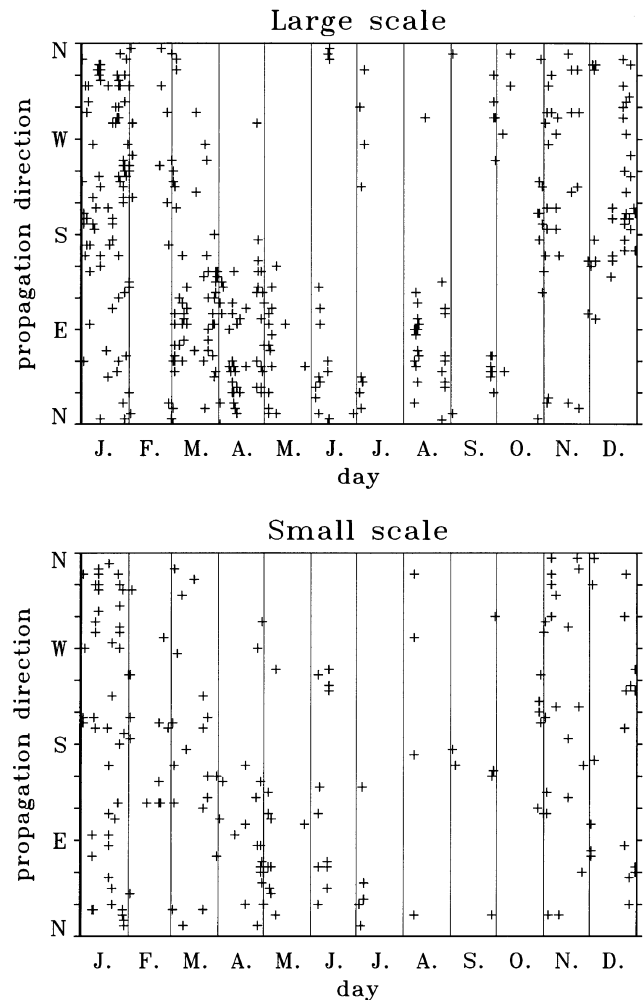 Large scale
N
W
S
E
N
propagation direction
J. F. M. A. M. J. J. A. S. O. N. D.
day
Small scale
N
W
S
E
N
propagation direction
J. F. M. A. M. J. J. A. S. O. N. D.
day